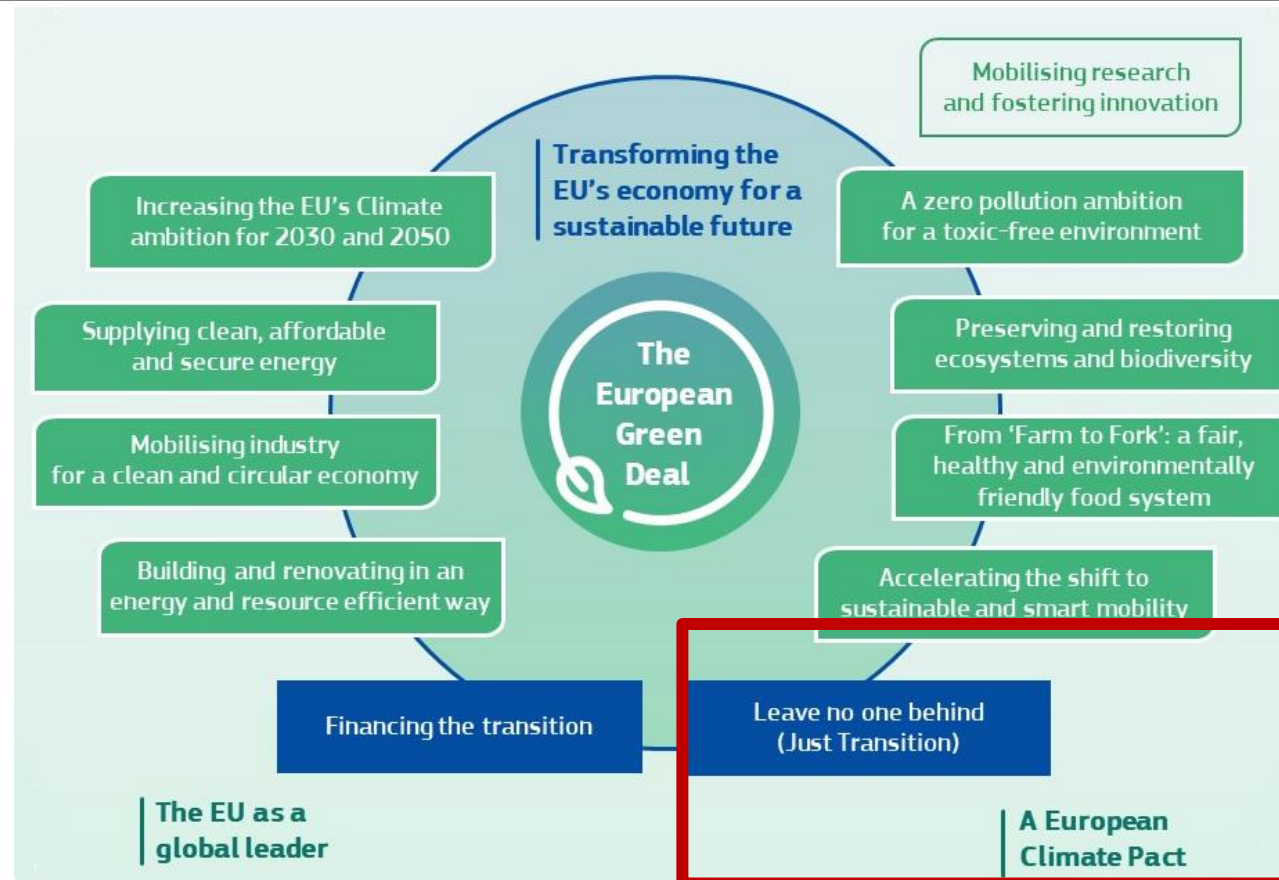 Mobilising research
and fostering innovation
Transforming the
EU's economy for a
sustainable future
Increasing the EU's Climate
ambition for 2030 and 2050
A zero pollution ambition
for a toxic-free environment
Supplying clean, affordable
and secure energy
Preserving and restoring
ecosystems and biodiversity
The
European
Green
Deal
Mobilising industry
for a clean and circular economy
From ‘Farm to Fork’: a fair,
healthy and environmentally
friendly food system
Building and renovating in an
energy and resource efficient way
Accelerating the shift to
sustainable and smart mobility
Financing the transition
Leave no one behind
(Just Transition)
The EU as a
global leader
A European
Climate Pact